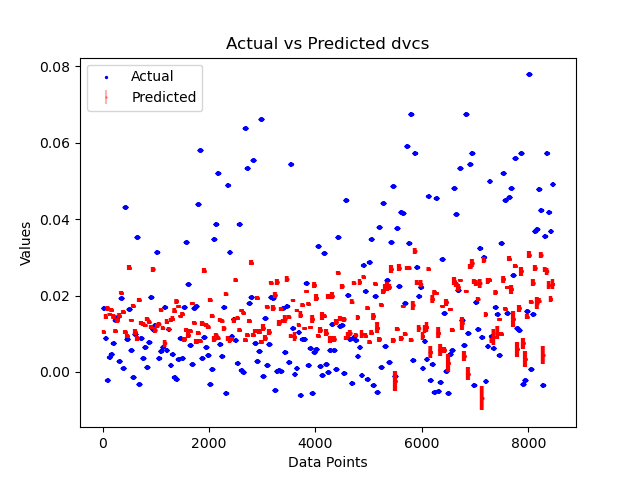 Actual vs Predicted dvcs
Actual
Predicted
0.08
0.06
0.04
0.02
0.00
Values
0
2000
4000
6000
8000
Data Points